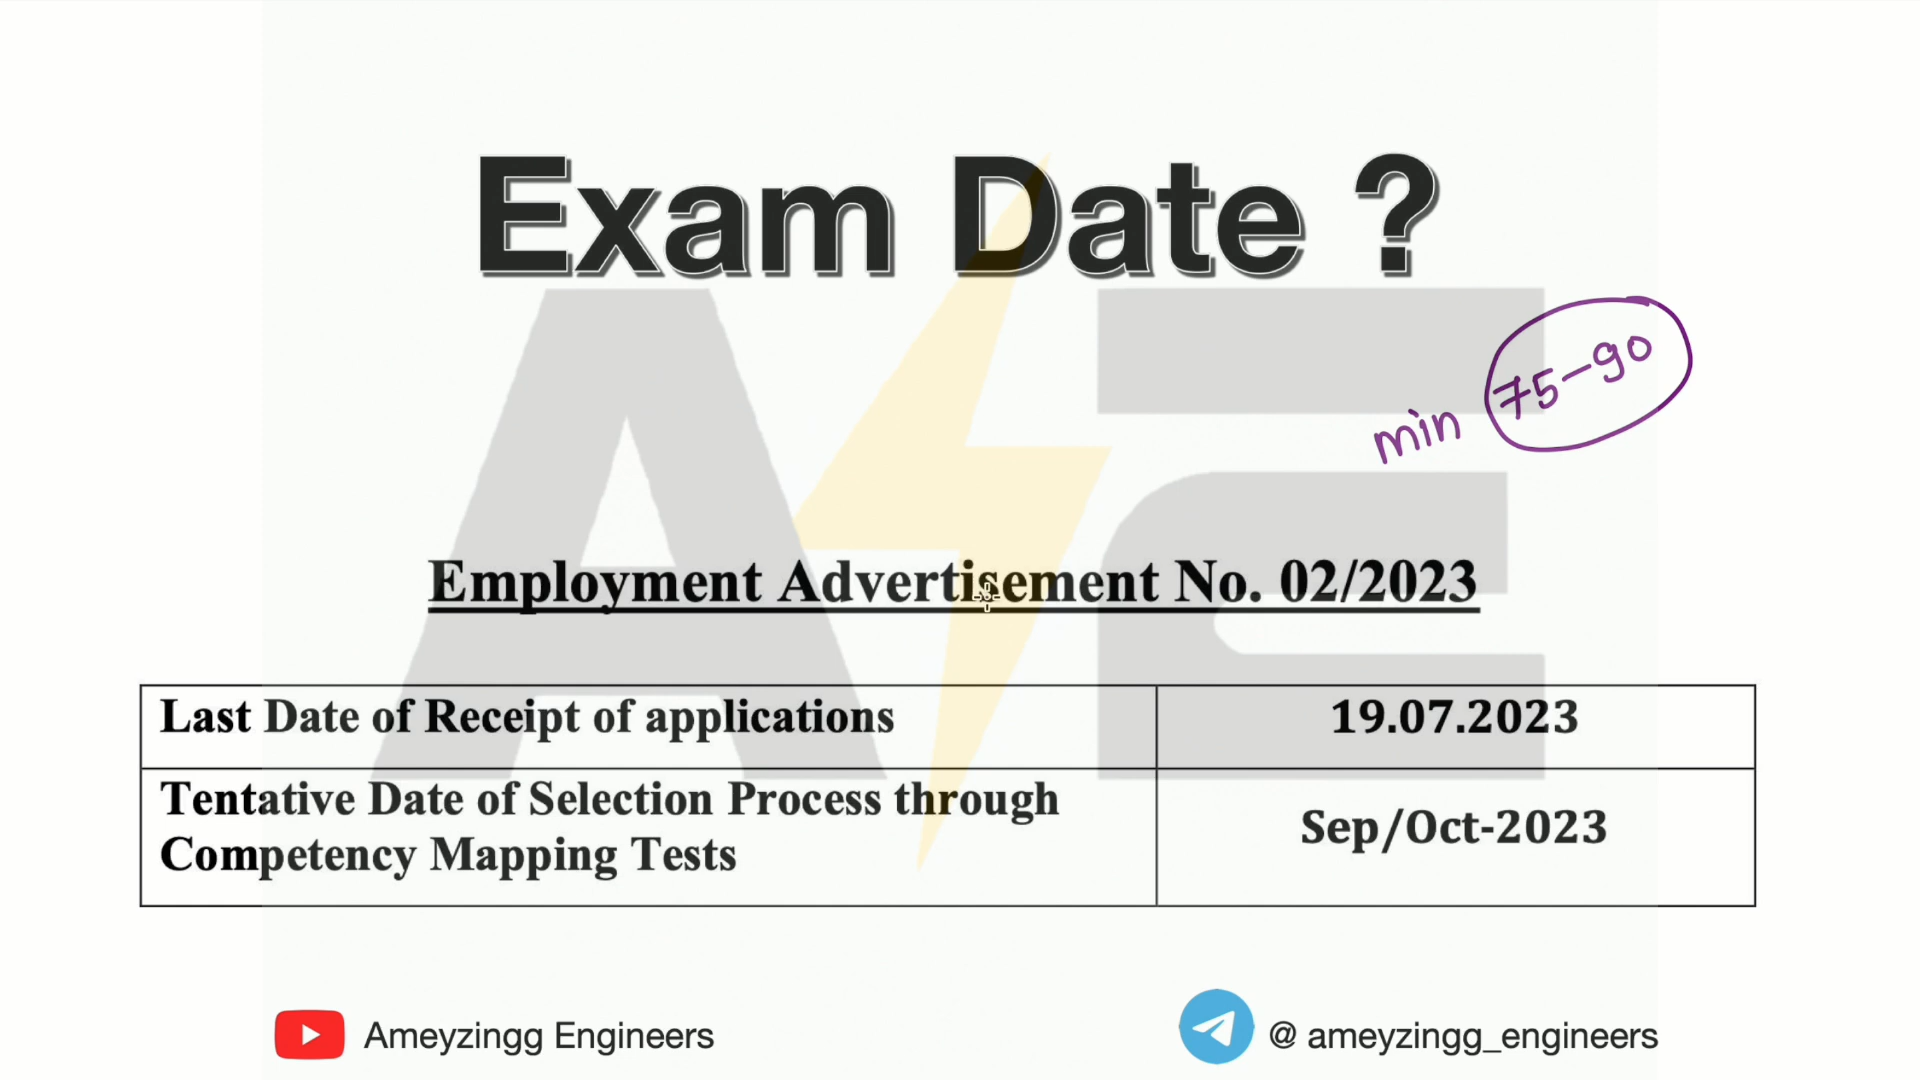 Exam Date ?
min 75-90
Employment Advertisement No. 02/2023
Last Date of Receipt of applications 19.07.2023
Tentative Date of Selection Process through
Competency Mapping Tests Sep/Oct-2023
Ameyzingg Engineers @ ameyzingg_engineers